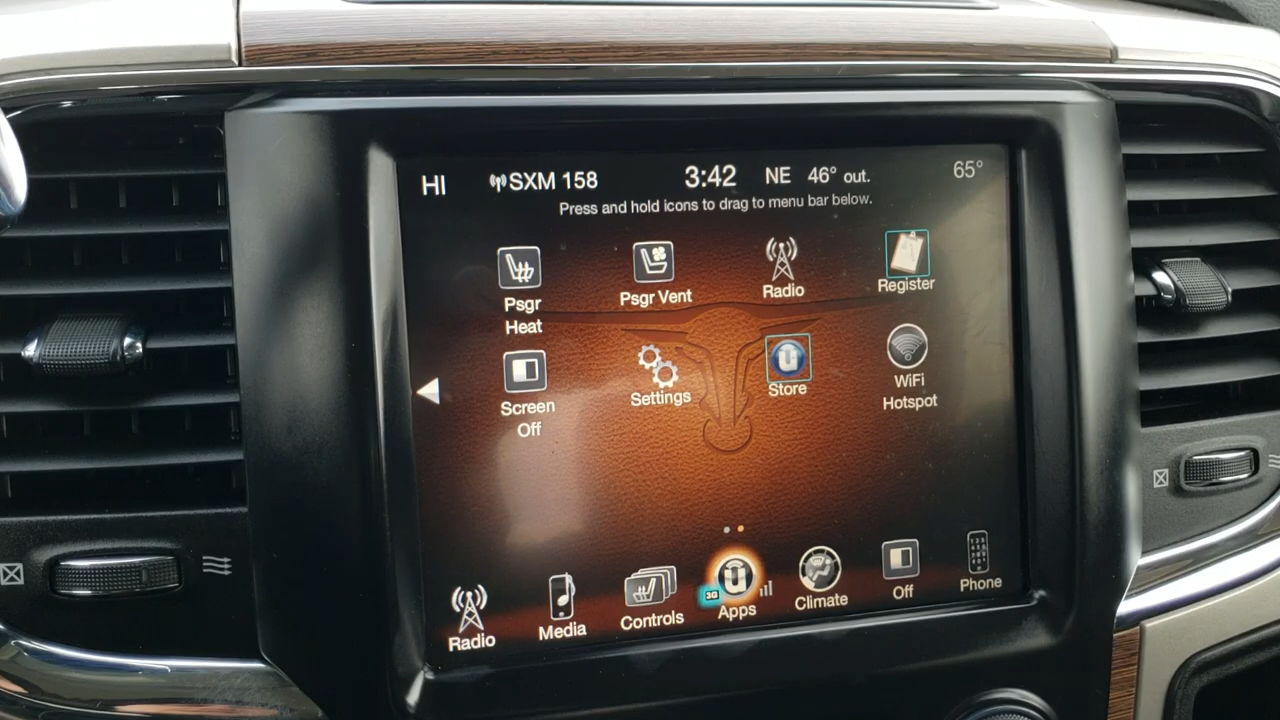 HI SXM 158 3:42 NE 46° out. 65°
Press and hold icons to drag to menu bar below.
Psgr
Heat
Psgr Vent
Radio
Register
Screen
Off
Settings
Store
WiFi
Hotspot
3G
Radio
Media
Controls
Apps
Climate
Off
Phone